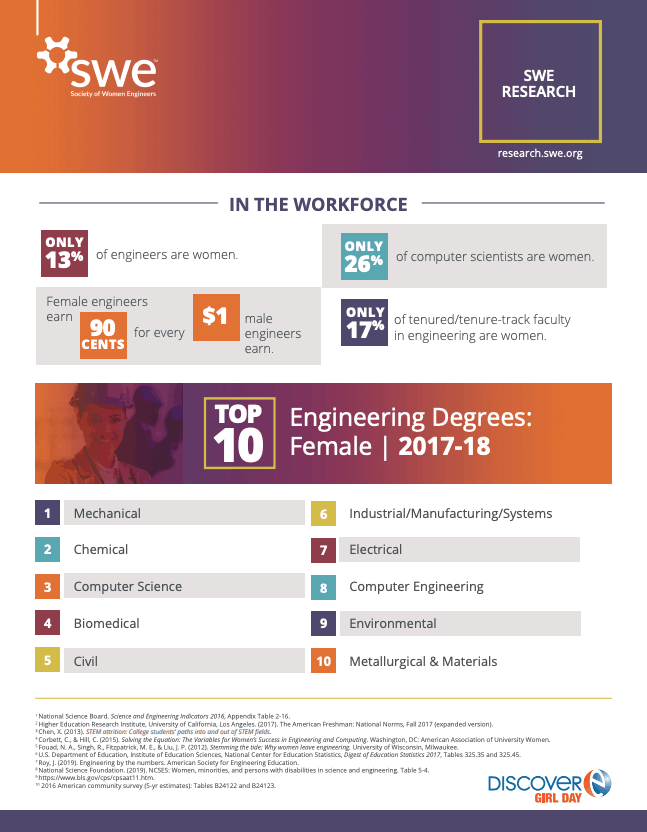 swe™
Society of Women Engineers
SWE
RESEARCH
research.swe.org
IN THE WORKFORCE
ONLY
13%
of engineers are women.
ONLY
26%
of computer scientists are women.
Female engineers
earn
90
CENTS
for every
$1
male
engineers
earn.
ONLY
17%
of tenured/tenure-track faculty
in engineering are women.
TOP
10
Engineering Degrees:
Female | 2017-18
1 Mechanical
2 Chemical
3 Computer Science
4 Biomedical
5 Civil
6 Industrial/Manufacturing/Systems
7 Electrical
8 Computer Engineering
9 Environmental
10 Metallurgical & Materials
1 National Science Board. Science and Engineering Indicators 2016, Appendix Table 2-16.
2 Higher Education Research Institute, University of California, Los Angeles. (2017). The American Freshman: National Norms, Fall 2017 (expanded version).
Chen, X. (2013). STEM attrition: College students' paths into and out of STEM fields.
Corbett, C., & Hill, C. (2015). Solving the Equation: The Variables for Women's Success in Engineering and Computing. Washington, DC: American Association of University Women.
5 Fouad, N. A., Singh, R., Fitzpatrick, M. E., & Liu, J. P. (2012). Stemming the tide: Why women leave engineering. University of Wisconsin, Milwaukee.
6 U.S. Department of Education, Institute of Education Sciences, National Center for Education Statistics, Digest of Education Statistics 2017, Tables 325.35 and 325.45.
7 Roy, J. (2019). Engineering by the numbers. American Society for Engineering Education.
8 National Science Foundation. (2019). NCSES: Women, minorities, and persons with disabilities in science and engineering. Table 5-4.
9 https://www.bls.gov/cps/cpsaat11.htm.
10 2016 American community survey (5-yr estimates): Tables B24122 and B24123.
DISCOVER E
GIRL DAY